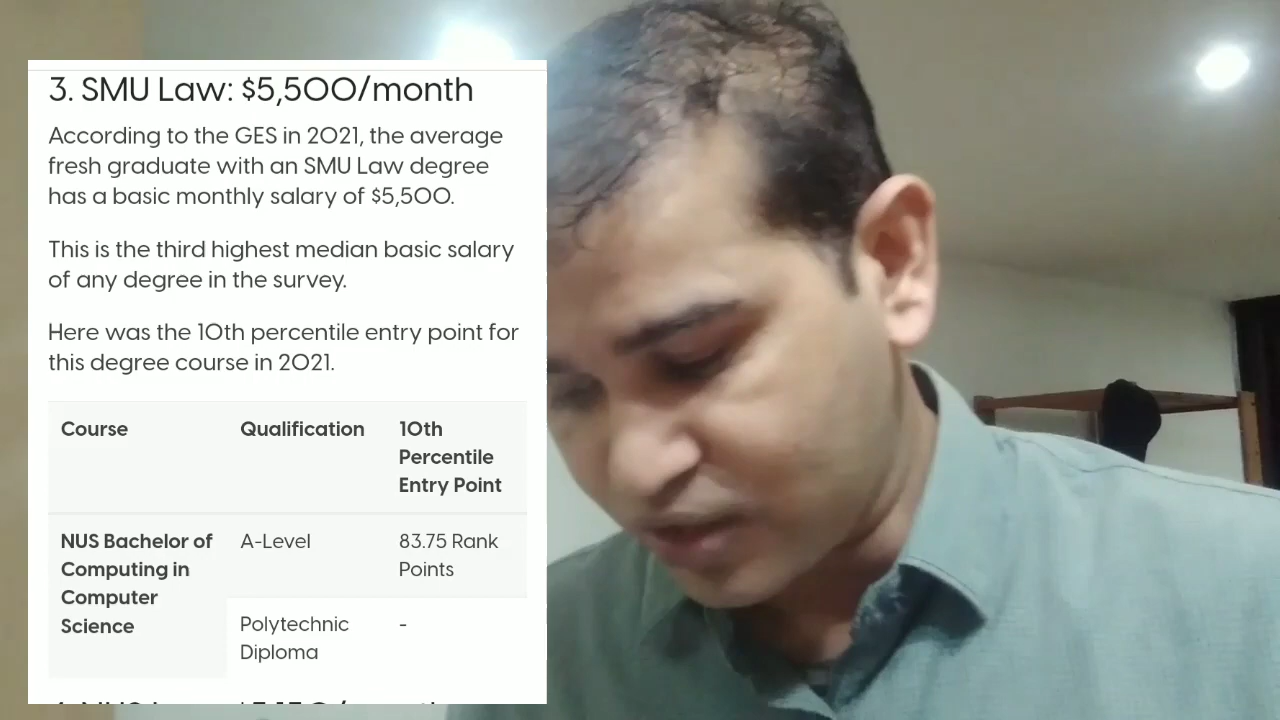 3. SMU Law: $5,500/month
According to the GES in 2021, the average
fresh graduate with an SMU Law degree
has a basic monthly salary of $5,500.
This is the third highest median basic salary
of any degree in the survey.
Here was the 10th percentile entry point for
this degree course in 2021.
Course
Qualification
10th
Percentile
Entry Point
NUS Bachelor of
Computing in
Computer
Science
A-Level
83.75 Rank
Points
Polytechnic
Diploma
-